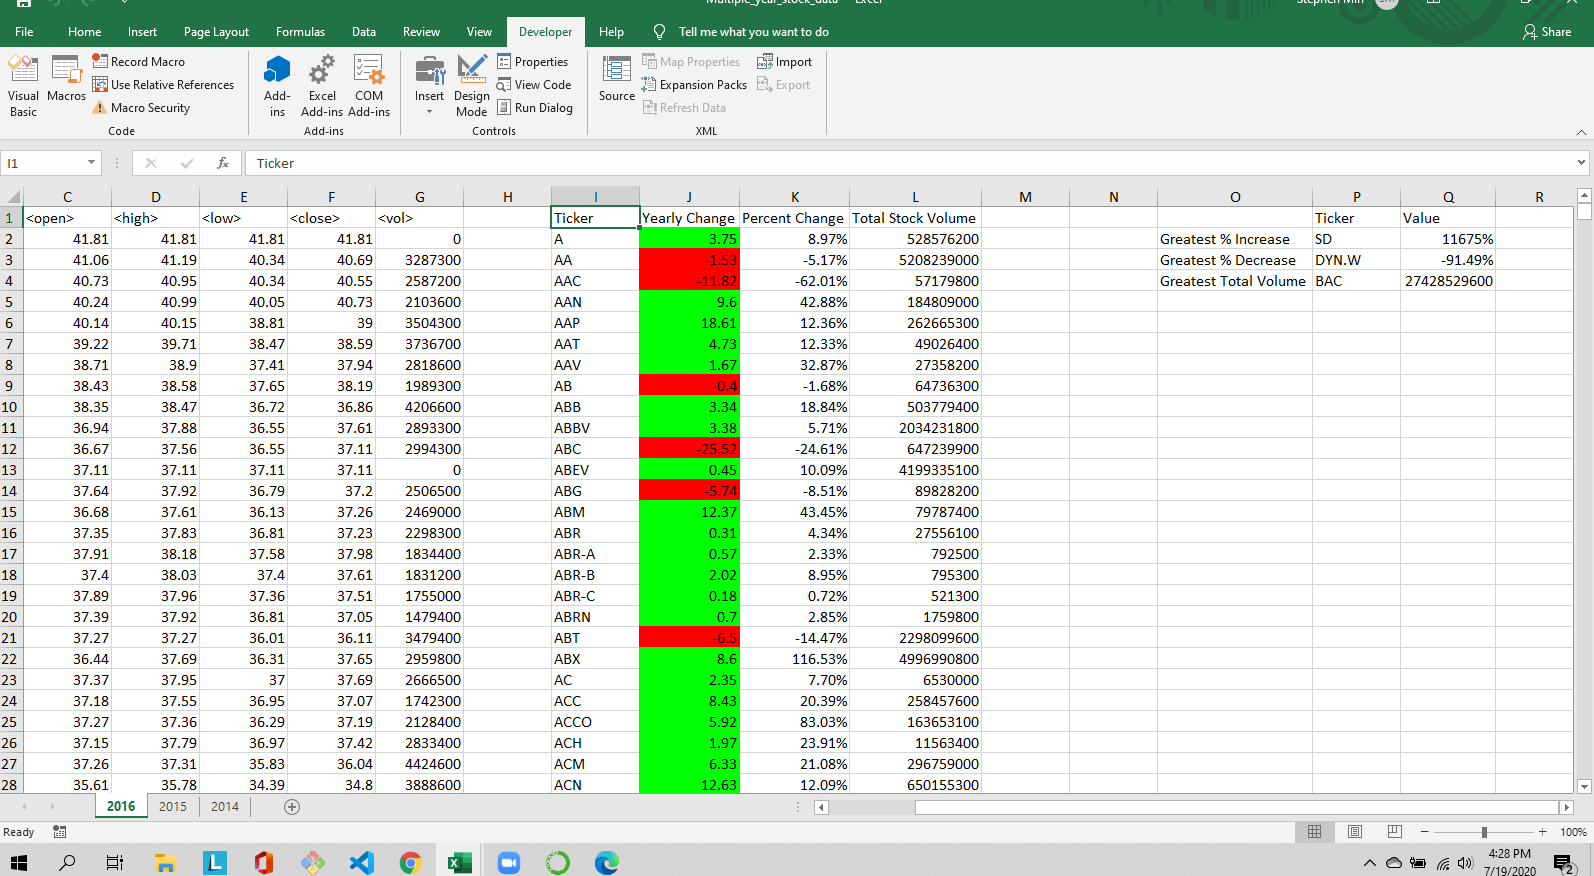 Multiple_year_stock_data - Excel
File Home Insert Page Layout Formulas Data Review View Developer Help Tell me what you want to do Share
Visual Basic
Macros
Record Macro
Use Relative References
Macro Security
Code
Add-ins
Excel Add-ins
COM Add-ins
Add-ins
Insert
Design Mode
Properties
View Code
Run Dialog
Controls
Source
Map Properties
Expansion Packs
Refresh Data
Import
Export
XML
I1 fx Ticker
C D E F G H I J K L M N O P Q R
1 <open> <high> <low> <close> <vol> Ticker Yearly Change Percent Change Total Stock Volume Ticker Value
2 41.81 41.81 41.81 41.81 0 A 3.75 8.97% 528576200 Greatest % Increase SD 11675%
3 41.06 41.19 40.34 40.69 3287300 AA -1.53 -5.17% 5208239000 Greatest % Decrease DYN.W -91.49%
4 40.73 40.95 40.34 40.55 2587200 AAC -11.82 -62.01% 57179800 Greatest Total Volume BAC 27428529600
5 40.24 40.99 40.05 40.73 2103600 AAN 9.6 42.88% 184809000
6 40.14 40.15 38.81 39 3504300 AAP 18.61 12.36% 262665300
7 39.22 39.71 38.47 38.59 3736700 AAT 4.73 12.33% 49026400
8 38.71 38.9 37.41 37.94 2818600 AAV 1.67 32.87% 27358200
9 38.43 38.58 37.65 38.19 1989300 AB -0.4 -1.68% 64736300
10 38.35 38.47 36.72 36.86 4206600 ABB 3.34 18.84% 503779400
11 36.94 37.88 36.55 37.61 2893300 ABBV 3.38 5.71% 2034231800
12 36.67 37.56 36.55 37.11 2994300 ABC -25.52 -24.61% 647239900
13 37.11 37.11 37.11 37.11 0 ABEV 0.45 10.09% 4199335100
14 37.64 37.92 36.79 37.2 2506500 ABG -5.74 -8.51% 89828200
15 36.68 37.61 36.13 37.26 2469000 ABM 12.37 43.45% 79787400
16 37.35 37.83 36.81 37.23 2298300 ABR 0.31 4.34% 27556100
17 37.91 38.18 37.58 37.98 1834400 ABR-A 0.57 2.33% 792500
18 37.4 38.03 37.4 37.61 1831200 ABR-B 2.02 8.95% 795300
19 37.89 37.96 37.36 37.51 1755000 ABR-C 0.18 0.72% 521300
20 37.39 37.92 36.81 37.05 1479400 ABRN 0.7 2.85% 1759800
21 37.27 37.27 36.01 36.11 3479400 ABT -6.5 -14.47% 2298099600
22 36.44 37.69 36.31 37.65 2959800 ABX 8.6 116.53% 4996990800
23 37.37 37.95 37 37.69 2666500 AC 2.35 7.70% 6530000
24 37.18 37.55 36.95 37.07 1742300 ACC 8.43 20.39% 258457600
25 37.27 37.36 36.29 37.19 2128400 ACCO 5.92 83.03% 163653100
26 37.15 37.79 36.97 37.42 2833400 ACH 1.97 23.91% 11563400
27 37.26 37.31 35.83 36.04 4424600 ACM 6.33 21.08% 296759000
28 35.61 35.78 34.39 34.8 3888600 ACN 12.63 12.09% 650155300
2016 2015 2014
Ready 100%
4:28 PM
7/19/2020
2